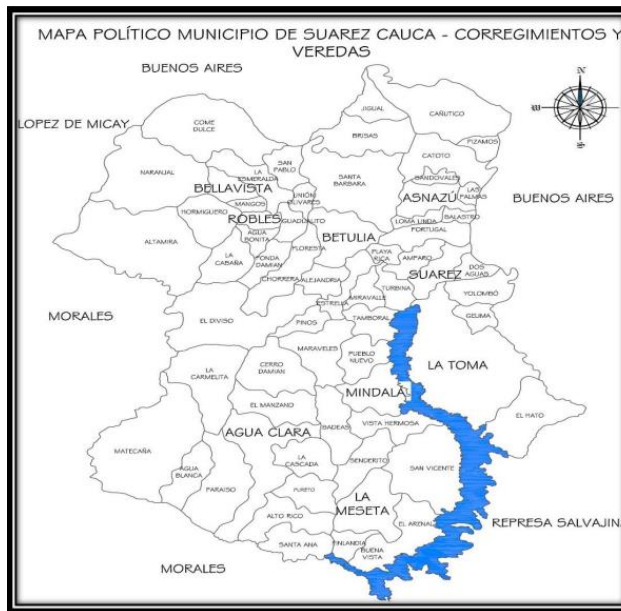 MAPA POLÍTICO MUNICIPIO DE SUAREZ CAUCA - CORREGIMIENTOS Y
VEREDAS
BUENOS AIRES
N
LOPEZ DE MICAY
COME
DULCE
JIGUAL
CAÑUTICO
W
E
BRISAS
S
PIZAMOS
NARANJAL
LA
ESMERALDA
SAN
PABLO
SANTA
BARBARA
CATOTO
SANDOVALES
BELLAVISTA
UNIÓN
OLIVARES
ASNAZÚ
LAS
PALMAS
BUENOS AIRES
MANGOS
HORMIGUERO
ROBLES
GUADUALITO
LOMA LINDA
BALASTRO
PORTUGAL
ALTAMIRA
AGUA
BONITA
BETULIA
FLORESTA
LA
CABAÑA
FONDA
DAMIAN
PLAYA
RICA
AMPARO
SUAREZ
DOS
AGUAS
CHORRERA
ALEJANDRIA
TURBINA
YOLOMBÓ
MIRAVALLE
ESTRELLA
MORALES
EL DIVISO
PINOS
TAMBORAL
GELIMA
MARAVELES
PUEBLO
NUEVO
LA TOMA
LA
CARMELITA
CERRO
DAMIAN
MINDALÁ
EL MANZANO
EL HATO
AGUA CLARA
BADEAS
VISTA HERMOSA
MATECAÑA
LA
CASCADA
SENDERITO
SAN VICENTE
AGUA
BLANCA
PARAISO
LA
MESETA
ALTO RICO
EL ARENAL
REPRESA SALVAJINA
SANTA ANA
FINLANDIA
BUENA
VISTA
MORALES